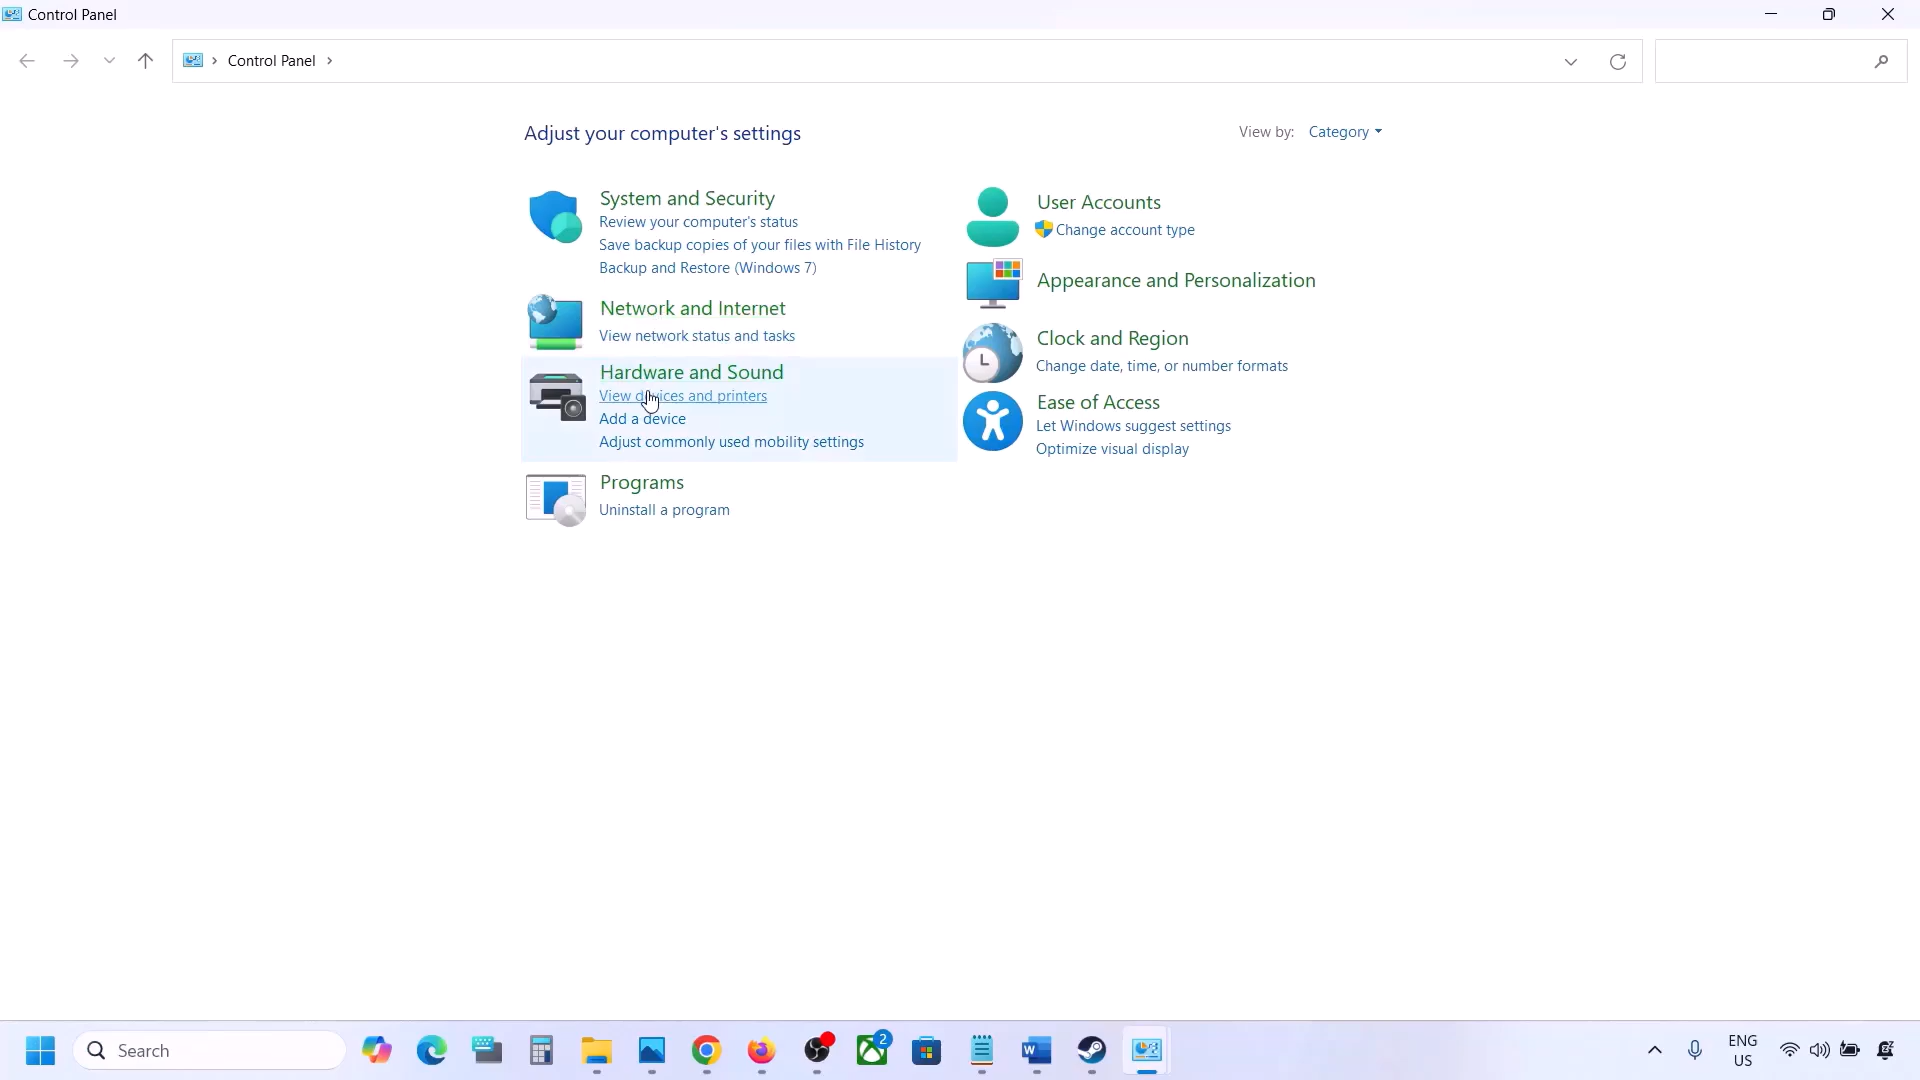 Control Panel
Control Panel
Adjust your computer's settings
View by: Category
System and Security
Review your computer's status
Save backup copies of your files with File History
Backup and Restore (Windows 7)
Network and Internet
View network status and tasks
Hardware and Sound
View devices and printers
Add a device
Adjust commonly used mobility settings
Programs
Uninstall a program
User Accounts
Change account type
Appearance and Personalization
Clock and Region
Change date, time, or number formats
Ease of Access
Let Windows suggest settings
Optimize visual display
Search
2
ENG
US